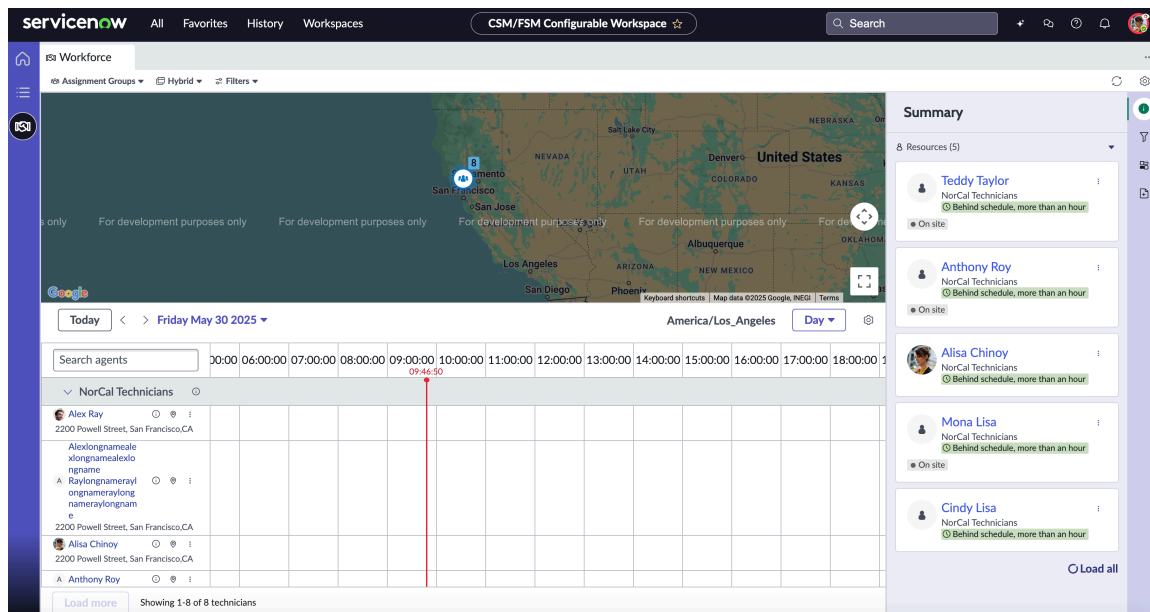 servicenow All Favorites History Workspaces CSM/FSM Configurable Workspace Search
Workforce
Assignment Groups Hybrid Filters
NEBRASKA
Salt Lake City
8
NEVADA
Denver United States
mento
UTAH
COLORADO
San Francisco
KANSAS
San Jose
s only For development purposes only For development purposes only For development purposes only For development purposes only For de
Albuquerque
OKLAHOM
Los Angeles
ARIZONA
NEW MEXICO
San Diego
Phoenix
Google
Keyboard shortcuts Map data ©2025 Google, INEGI Terms
Today Friday May 30 2025 America/Los_Angeles Day
Search agents 00:00 06:00:00 07:00:00 08:00:00 09:00:00 10:00:00 11:00:00 12:00:00 13:00:00 14:00:00 15:00:00 16:00:00 17:00:00 18:00:00 1
09:46:50
NorCal Technicians
Alex Ray
2200 Powell Street, San Francisco,CA
Alexlongnameale
xlongnamealexlo
ngname
A Raylongnamerayl
ongnameraylong
nameraylongnam
e
2200 Powell Street, San Francisco,CA
Alisa Chinoy
2200 Powell Street, San Francisco,CA
A Anthony Roy
Load more Showing 1-8 of 8 technicians
Summary
Resources (5)
Teddy Taylor
NorCal Technicians
Behind schedule, more than an hour
On site
Anthony Roy
NorCal Technicians
Behind schedule, more than an hour
On site
Alisa Chinoy
NorCal Technicians
Behind schedule, more than an hour
Mona Lisa
NorCal Technicians
Behind schedule, more than an hour
On site
Cindy Lisa
NorCal Technicians
Behind schedule, more than an hour
Load all